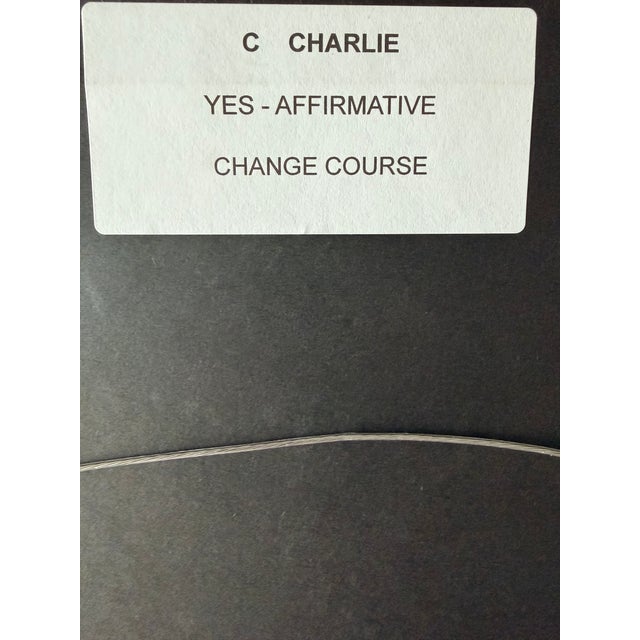 C CHARLIE
YES - AFFIRMATIVE
CHANGE COURSE